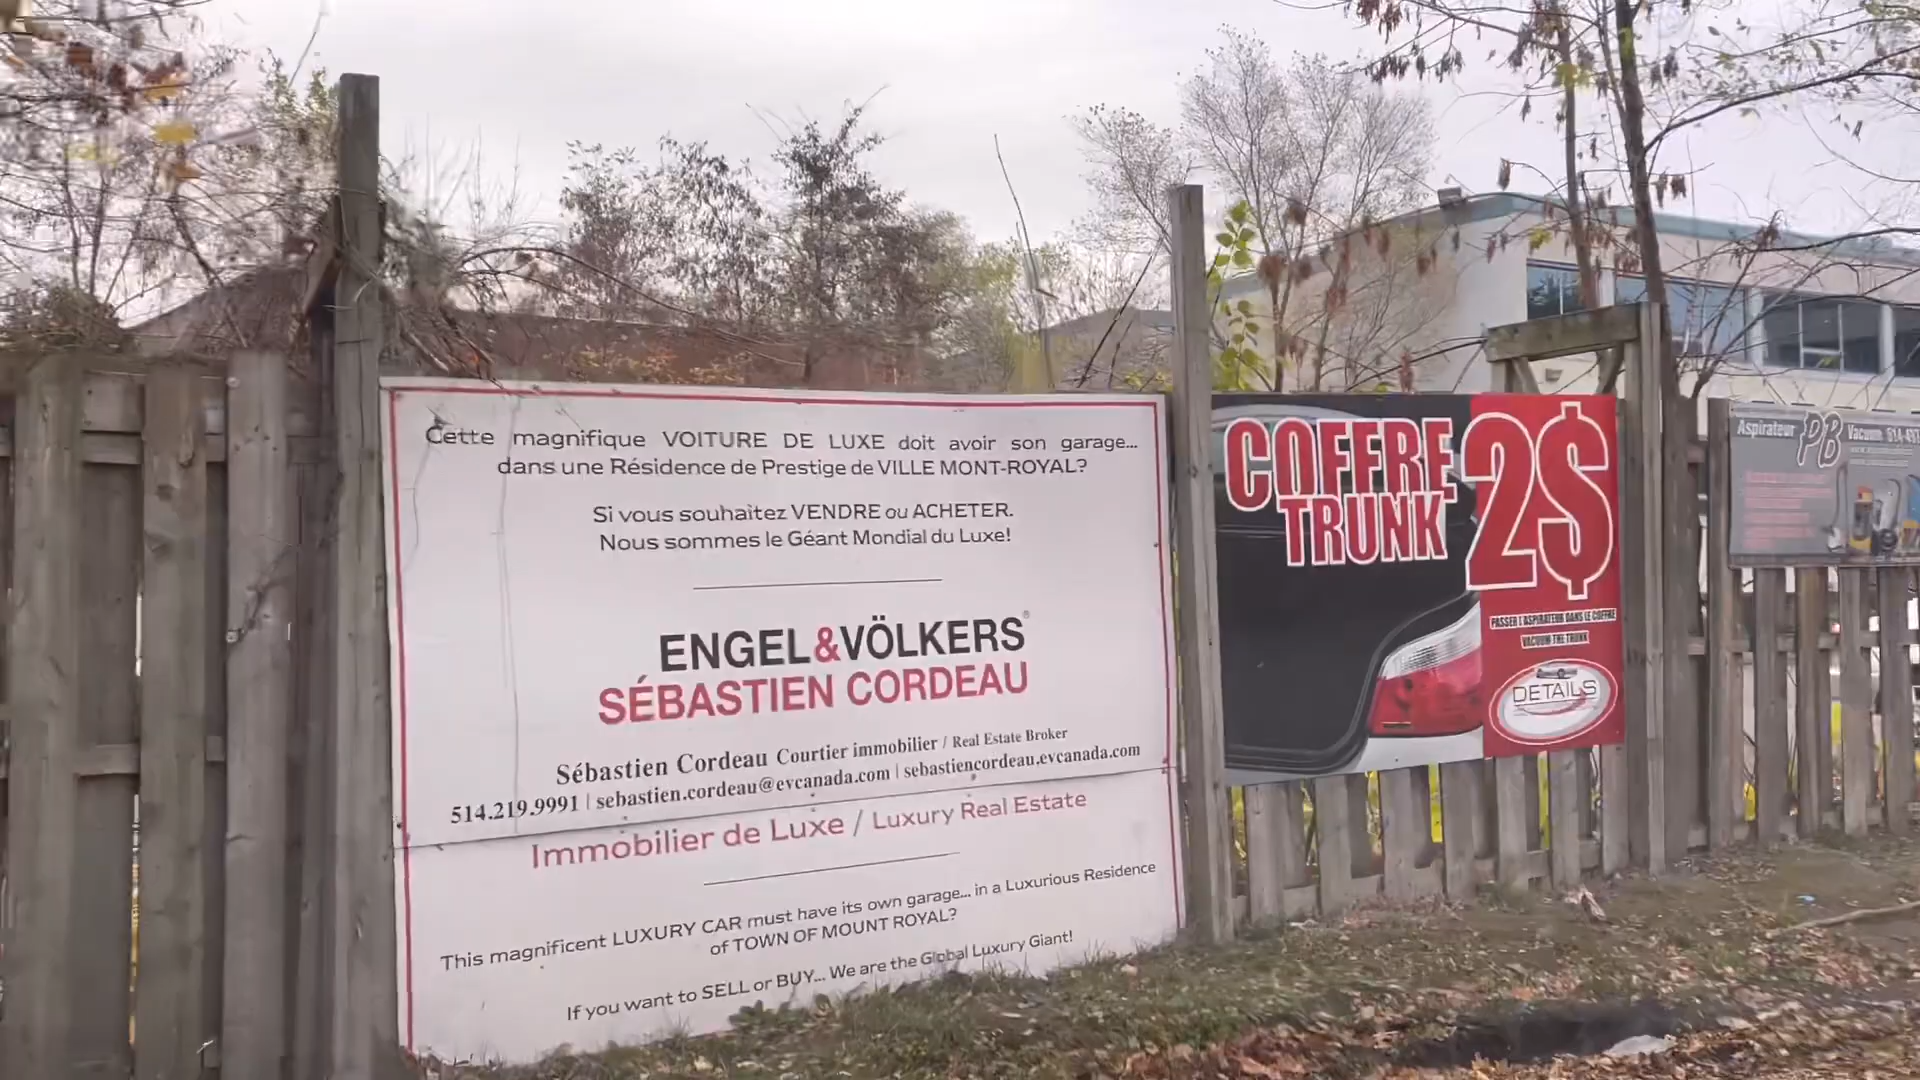 Cette magnifique VOITURE DE LUXE doit avoir son garage...
dans une Résidence de Prestige de VILLE MONT-ROYAL?
Si vous souhaitez VENDRE ou ACHETER.
Nous sommes le Géant Mondial du Luxe!
ENGEL&VÖLKERS®
SÉBASTIEN CORDEAU
Sébastien Cordeau Courtier immobilier / Real Estate Broker
514.219.9991 | sebastien.cordeau@evcanada.com | sebastiencordeau.evcanada.com
Immobilier de Luxe / Luxury Real Estate
This magnificent LUXURY CAR must have its own garage... in a Luxurious Residence
of TOWN OF MOUNT ROYAL?
If you want to SELL or BUY... We are the Global Luxury Giant!
COFFRE
TRUNK
2$
PASSER L'ASPIRATEUR DANS LE COFFRE
VACUUM THE TRUNK
DETAILS
Aspirateur PB Vacuum